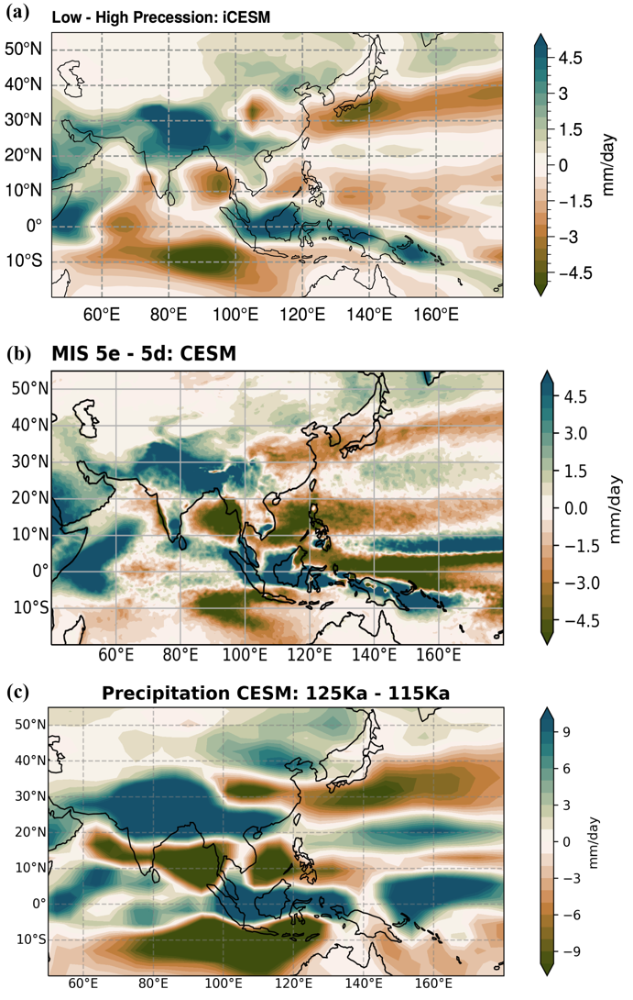 (a)
Low - High Precession: iCESM
50°N
40°N
30°N
20°N
10°N
0°
10°S
60°E 80°E 100°E 120°E 140°E 160°E
4.5
3
1.5
0
−1.5
−3
−4.5
mm/day
(b)
MIS 5e - 5d: CESM
50°N
40°N
30°N
20°N
10°N
0°
10°S
60°E 80°E 100°E 120°E 140°E 160°E
4.5
3.0
1.5
0.0
−1.5
−3.0
−4.5
mm/day
(c)
Precipitation CESM: 125Ka - 115Ka
50°N
40°N
30°N
20°N
10°N
0°
10°S
60°E 80°E 100°E 120°E 140°E 160°E
9
6
3
0
−3
−6
−9
mm/day